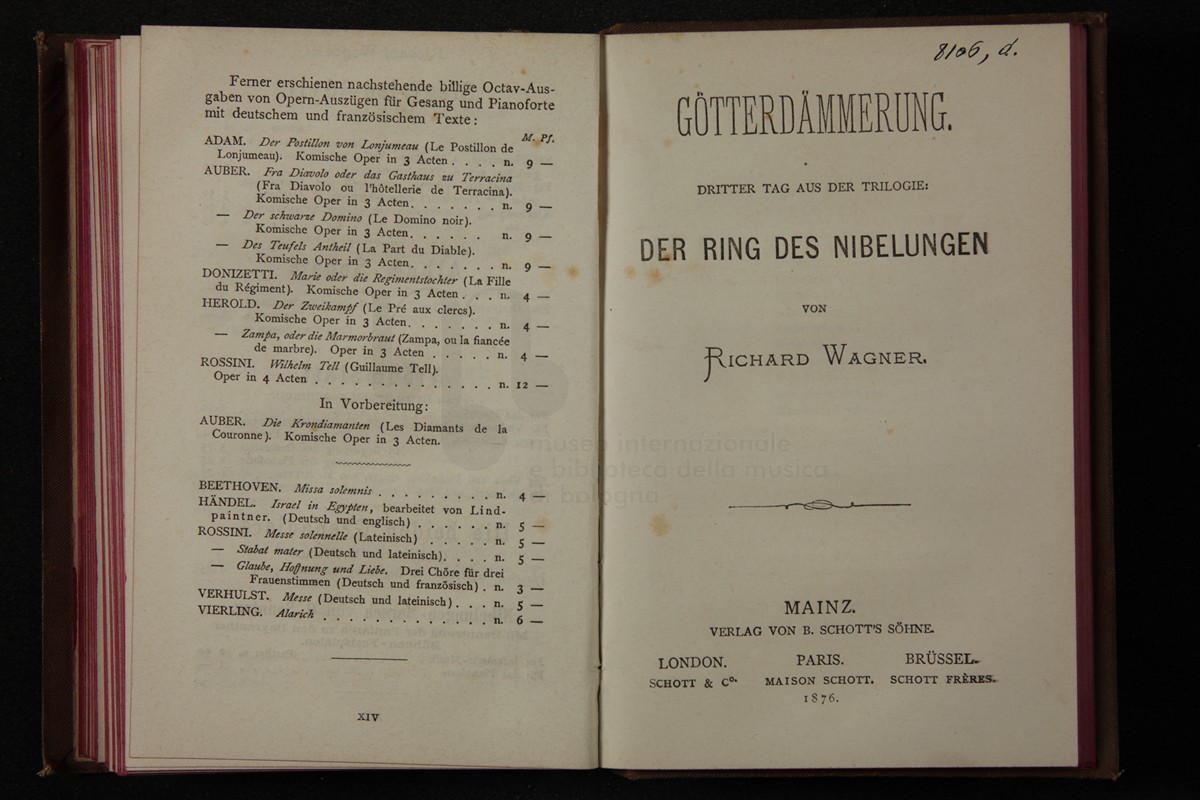 Ferner erschienen nachstehende billige Octav-Aus-
gaben von Opern-Auszügen für Gesang und Pianoforte
mit deutschem und französischem Texte:
M. Pf.
ADAM. Der Postillon von Lonjumeau (Le Postillon de
Lonjumeau). Komische Oper in 3 Acten . . . . n. 9 —
AUBER. Fra Diavolo oder das Gasthaus zu Terracina
(Fra Diavolo ou l'hôtellerie de Terracina).
Komische Oper in 3 Acten. . . . . . . n. 9 —
— Der schwarze Domino (Le Domino noir).
Komische Oper in 3 Acten. . . . . . n. 9 —
— Des Teufels Antheil (La Part du Diable).
Komische Oper in 3 Acten. . . . . . . n. 9 —
DONIZETTI. Marie oder die Regimentstochter (La Fille
du Régiment). Komische Oper in 3 Acten . . . n. 4 —
HEROLD. Der Zweikampf (Le Pré aux clercs).
Komische Oper in 3 Acten. . . . . . . n. 4 —
— Zampa, oder die Marmorbraut (Zampa, ou la fiancée
de marbre). Oper in 3 Acten . . . . . n. 4 —
ROSSINI. Wilhelm Tell (Guillaume Tell).
Oper in 4 Acten . . . . . . . . . . . . . . n. 12 —
In Vorbereitung:
AUBER. Die Krondiamanten (Les Diamants de la
Couronne). Komische Oper in 3 Acten.
BEETHOVEN. Missa solemnis . . . . . . . . . n. 4 —
HÄNDEL. Israel in Egypten, bearbeitet von Lind-
paintner. (Deutsch und englisch) . . . . . . n. 5 —
ROSSINI. Messe solennelle (Lateinisch) . . . . . n. 5 —
— Stabat mater (Deutsch und lateinisch). . . . n. 5 —
— Glaube, Hoffnung und Liebe. Drei Chöre für drei
Frauenstimmen (Deutsch und französisch) . n. 3 —
VERHULST. Messe (Deutsch und lateinisch) . . . n. 5 —
VIERLING. Alarich . . . . . . . . . . . . . n. 6 —
XIV
8106, d.
GÖTTERDÄMMERUNG.
DRITTER TAG AUS DER TRILOGIE:
DER RING DES NIBELUNGEN
VON
RICHARD WAGNER.
museo internazionale
e biblioteca della musica
di bologna
MAINZ.
VERLAG VON B. SCHOTT'S SÖHNE.
LONDON. PARIS. BRÜSSEL.
SCHOTT & Co. MAISON SCHOTT. SCHOTT FRÈRES.
1876.